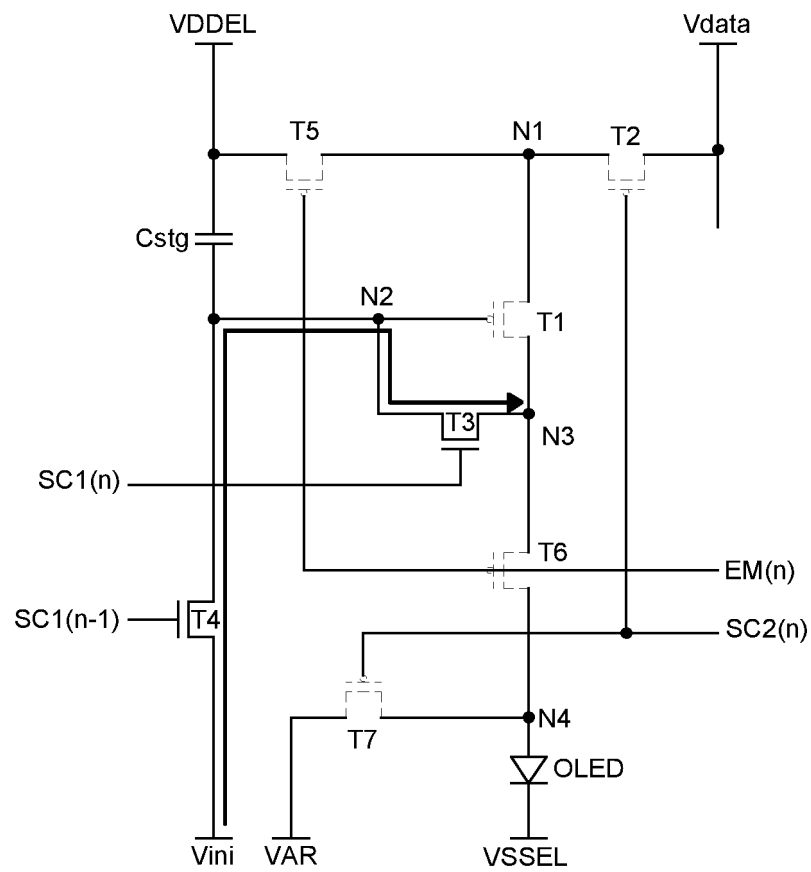 VDDEL
Vdata
T5
N1
T2
Cstg
N2
T1
T3
N3
SC1(n)
T6
EM(n)
SC1(n-1)
T4
SC2(n)
N4
T7
OLED
Vini
VAR
VSSEL